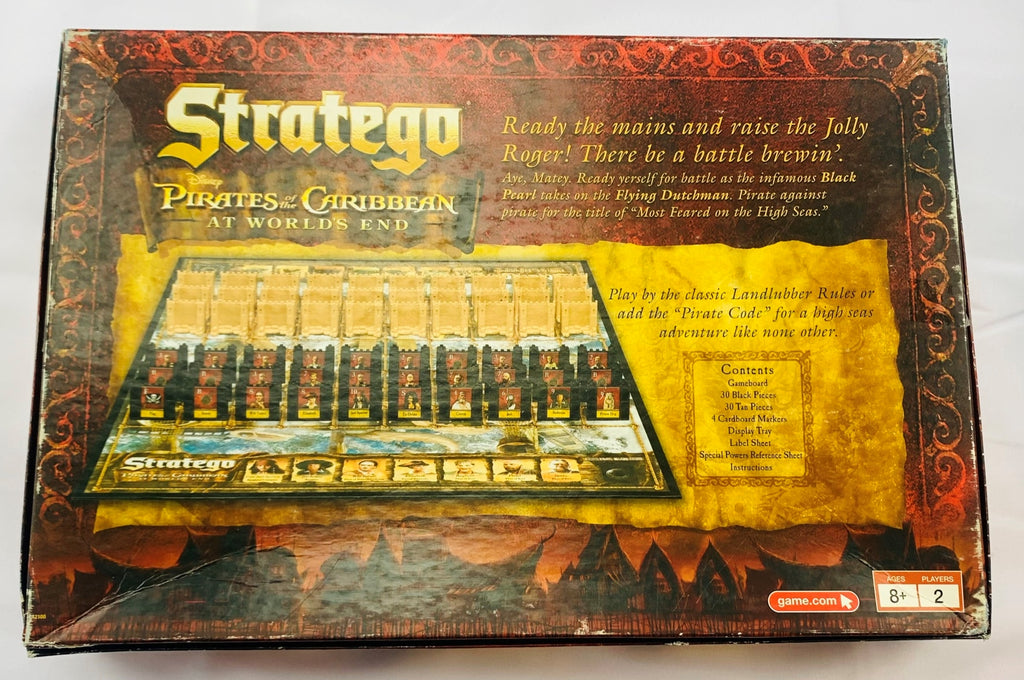 Stratego
Disney
PIRATES of the CARIBBEAN
AT WORLD'S END
Ready the mains and raise the Jolly
Roger! There be a battle brewin'.
Aye, Matey. Ready yerself for battle as the infamous Black
Pearl takes on the Flying Dutchman. Pirate against
pirate for the title of "Most Feared on the High Seas."
Play by the classic Landlubber Rules or
add the "Pirate Code" for a high seas
adventure like none other.
Contents
Gameboard
30 Black Pieces
30 Tan Pieces
4 Cardboard Markers
Display Tray
Label Sheet
Special Powers Reference Sheet
Instructions
Stratego
game.com
AGES PLAYERS
8+ 2